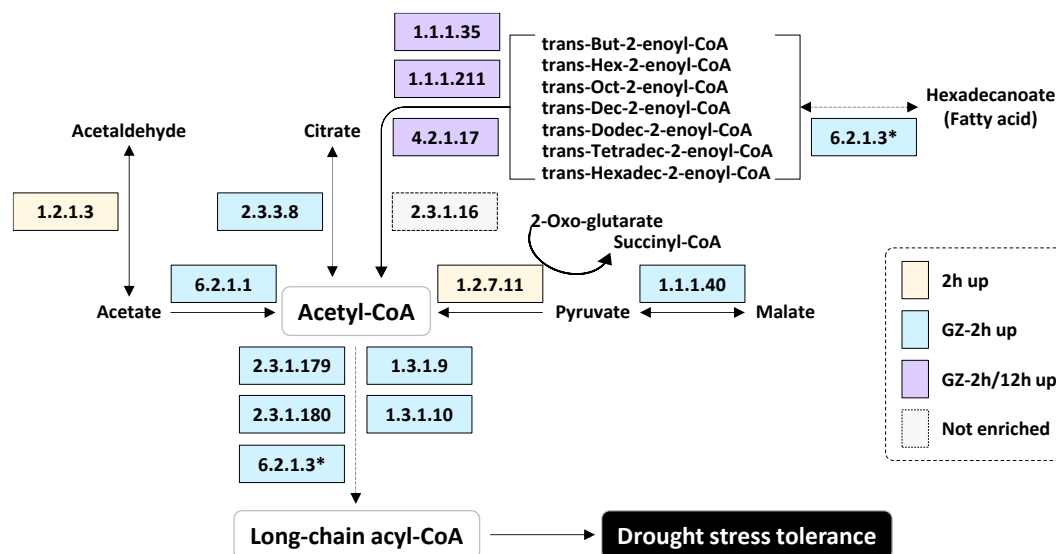 1.1.1.35
1.1.1.211
4.2.1.17
2.3.1.16
trans-But-2-enoyl-CoA
trans-Hex-2-enoyl-CoA
trans-Oct-2-enoyl-CoA
trans-Dec-2-enoyl-CoA
trans-Dodec-2-enoyl-CoA
trans-Tetradec-2-enoyl-CoA
trans-Hexadec-2-enoyl-CoA
Hexadecanoate
(Fatty acid)
6.2.1.3*
Acetaldehyde
Citrate
1.2.1.3
2.3.3.8
2-Oxo-glutarate
Succinyl-CoA
6.2.1.1
1.2.7.11
1.1.1.40
Acetate
Acetyl-CoA
Pyruvate
Malate
2.3.1.179
1.3.1.9
2.3.1.180
1.3.1.10
6.2.1.3*
2h up
GZ-2h up
GZ-2h/12h up
Not enriched
Long-chain acyl-CoA
Drought stress tolerance